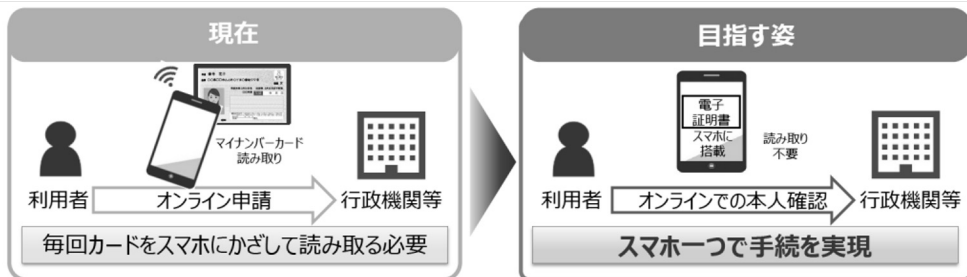 現在
マイナンバーカード
読み取り
利用者
オンライン申請
行政機関等
毎回カードをスマホにかざして読み取る必要
目指す姿
電子
証明書
スマホに
搭載
読み取り
不要
利用者
オンラインでの本人確認
行政機関等
スマホ一つで手続を実現